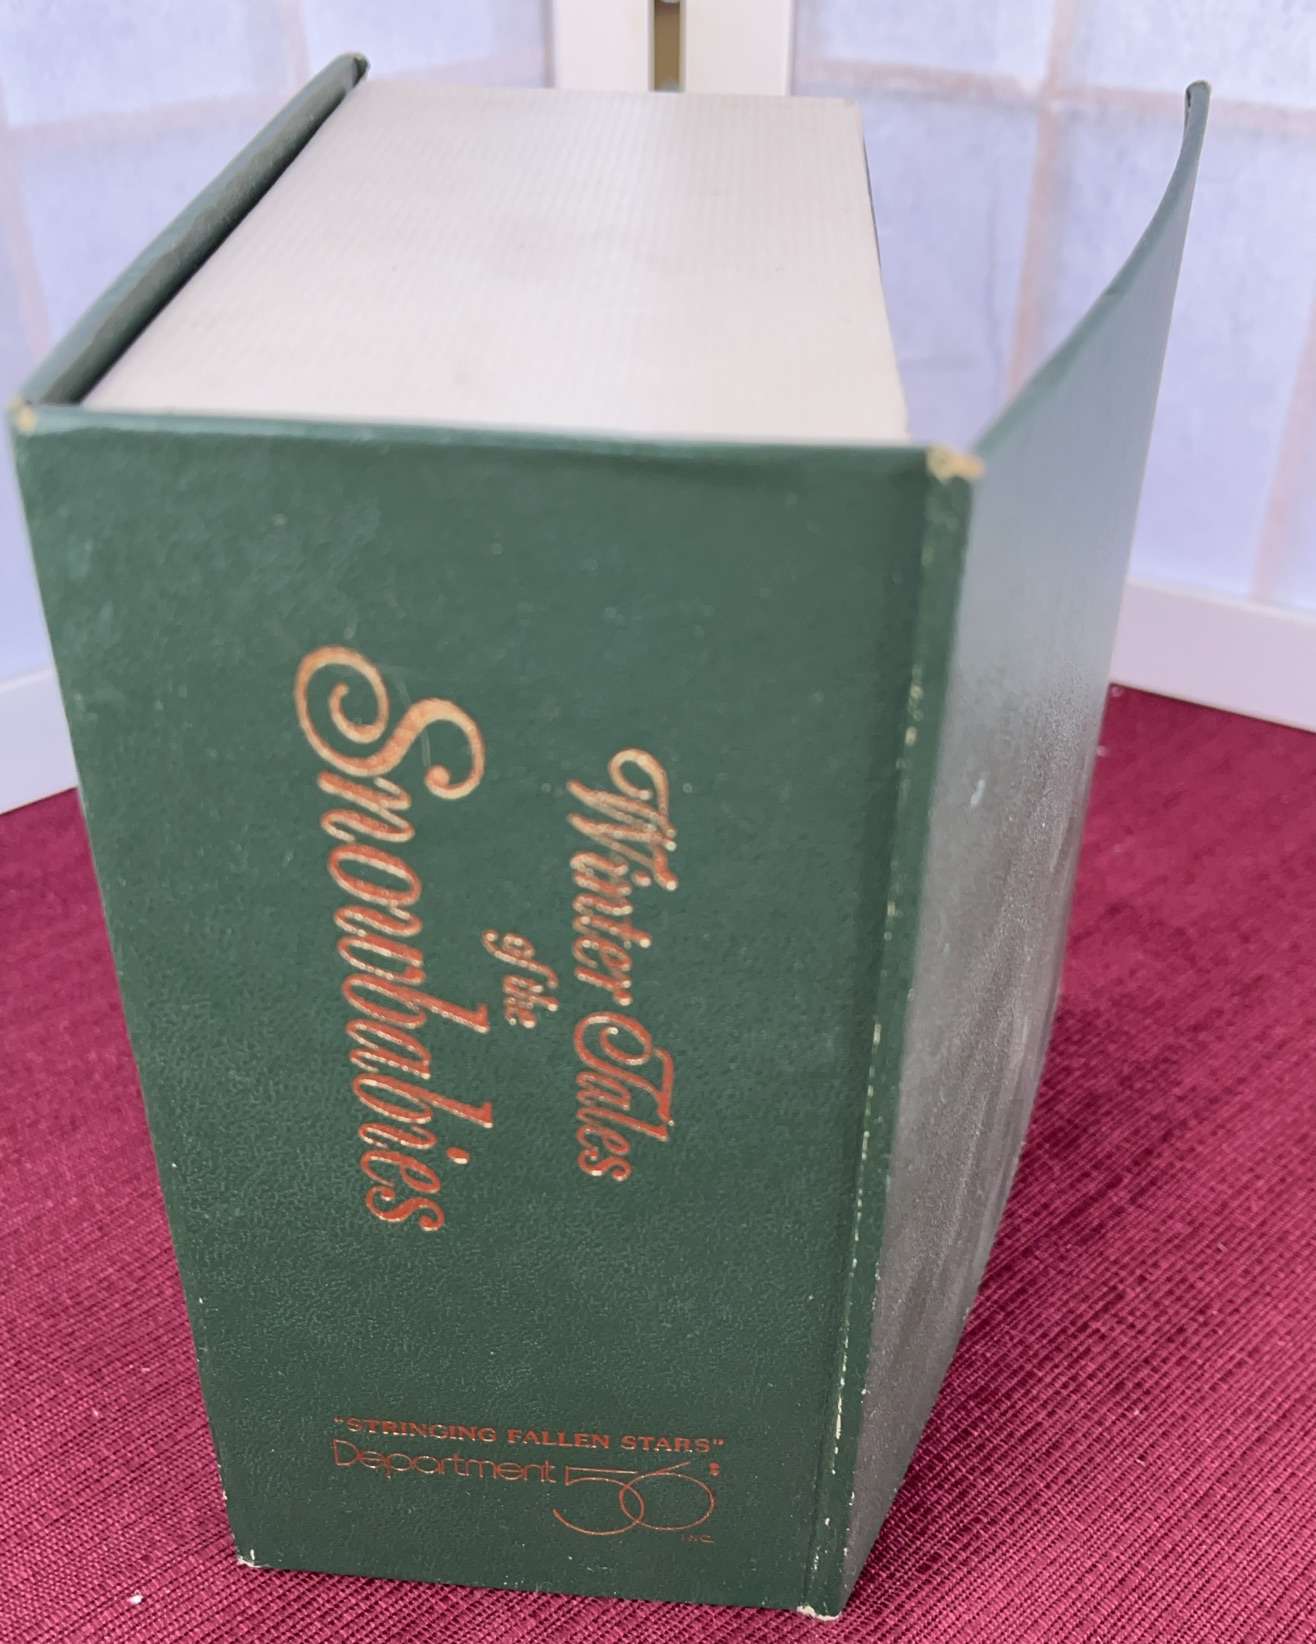 Winter Tales
of the
Snowbabies
"STRINGING FALLEN STARS"
Department 56
INC.